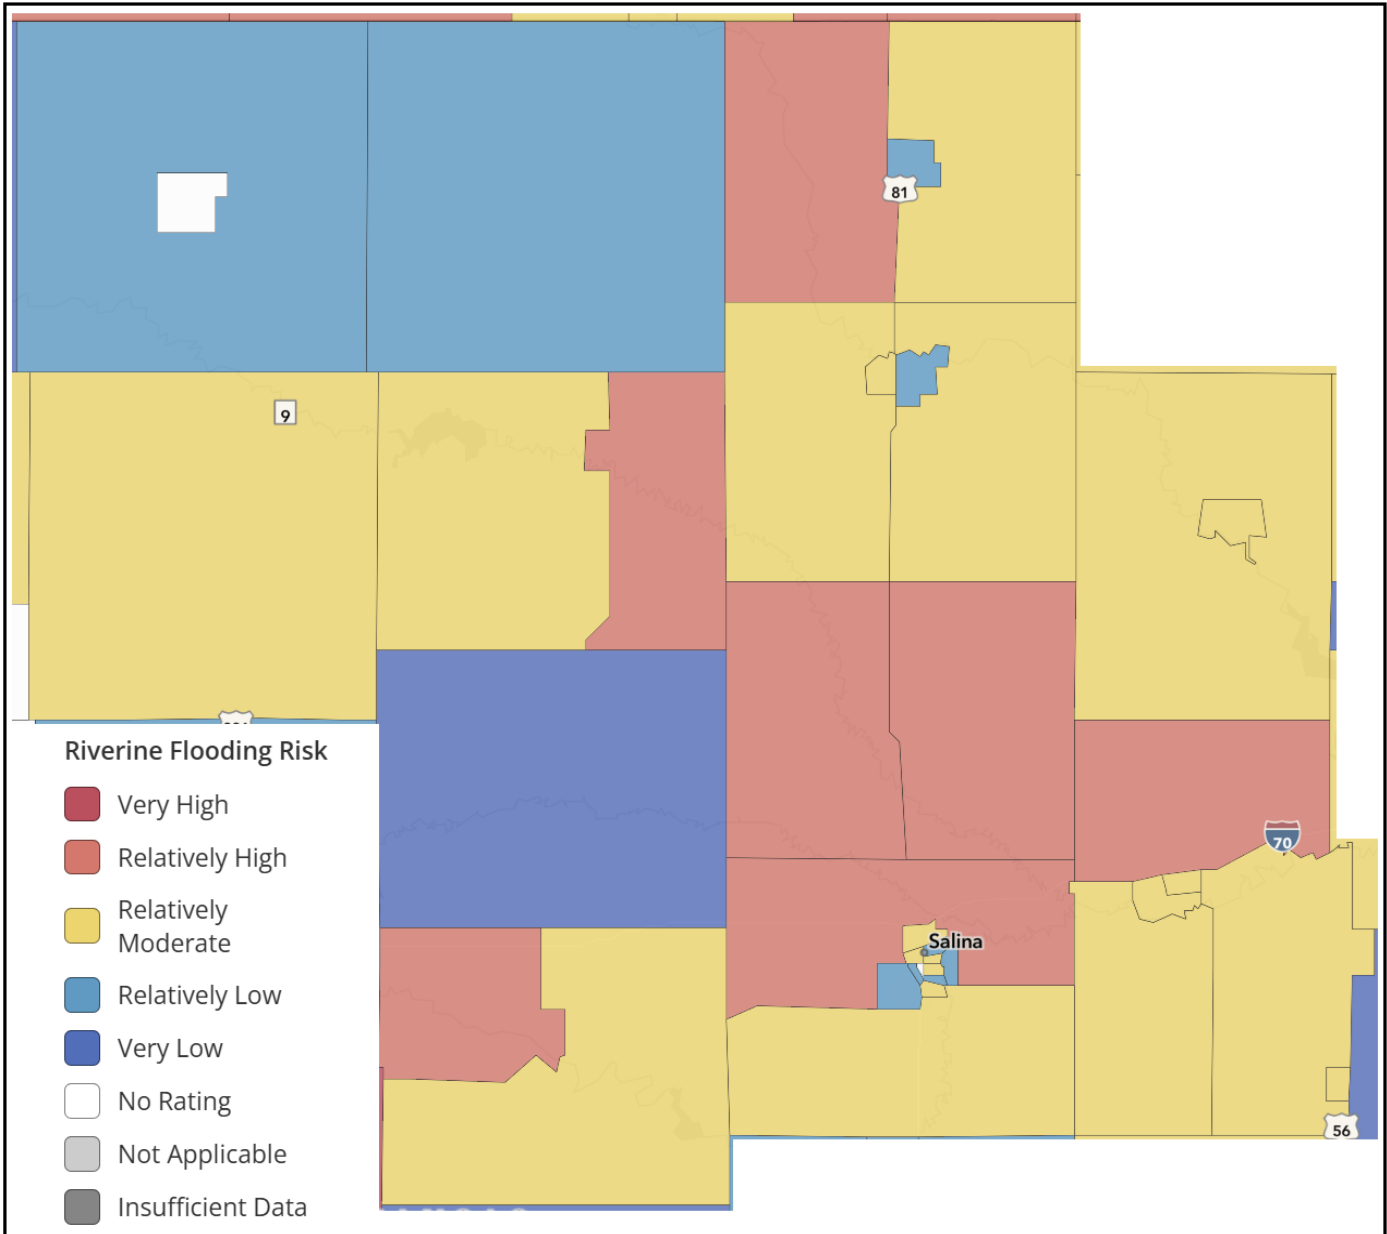 81
9
Salina
70
56
Riverine Flooding Risk
Very High
Relatively High
Relatively
Moderate
Relatively Low
Very Low
No Rating
Not Applicable
Insufficient Data